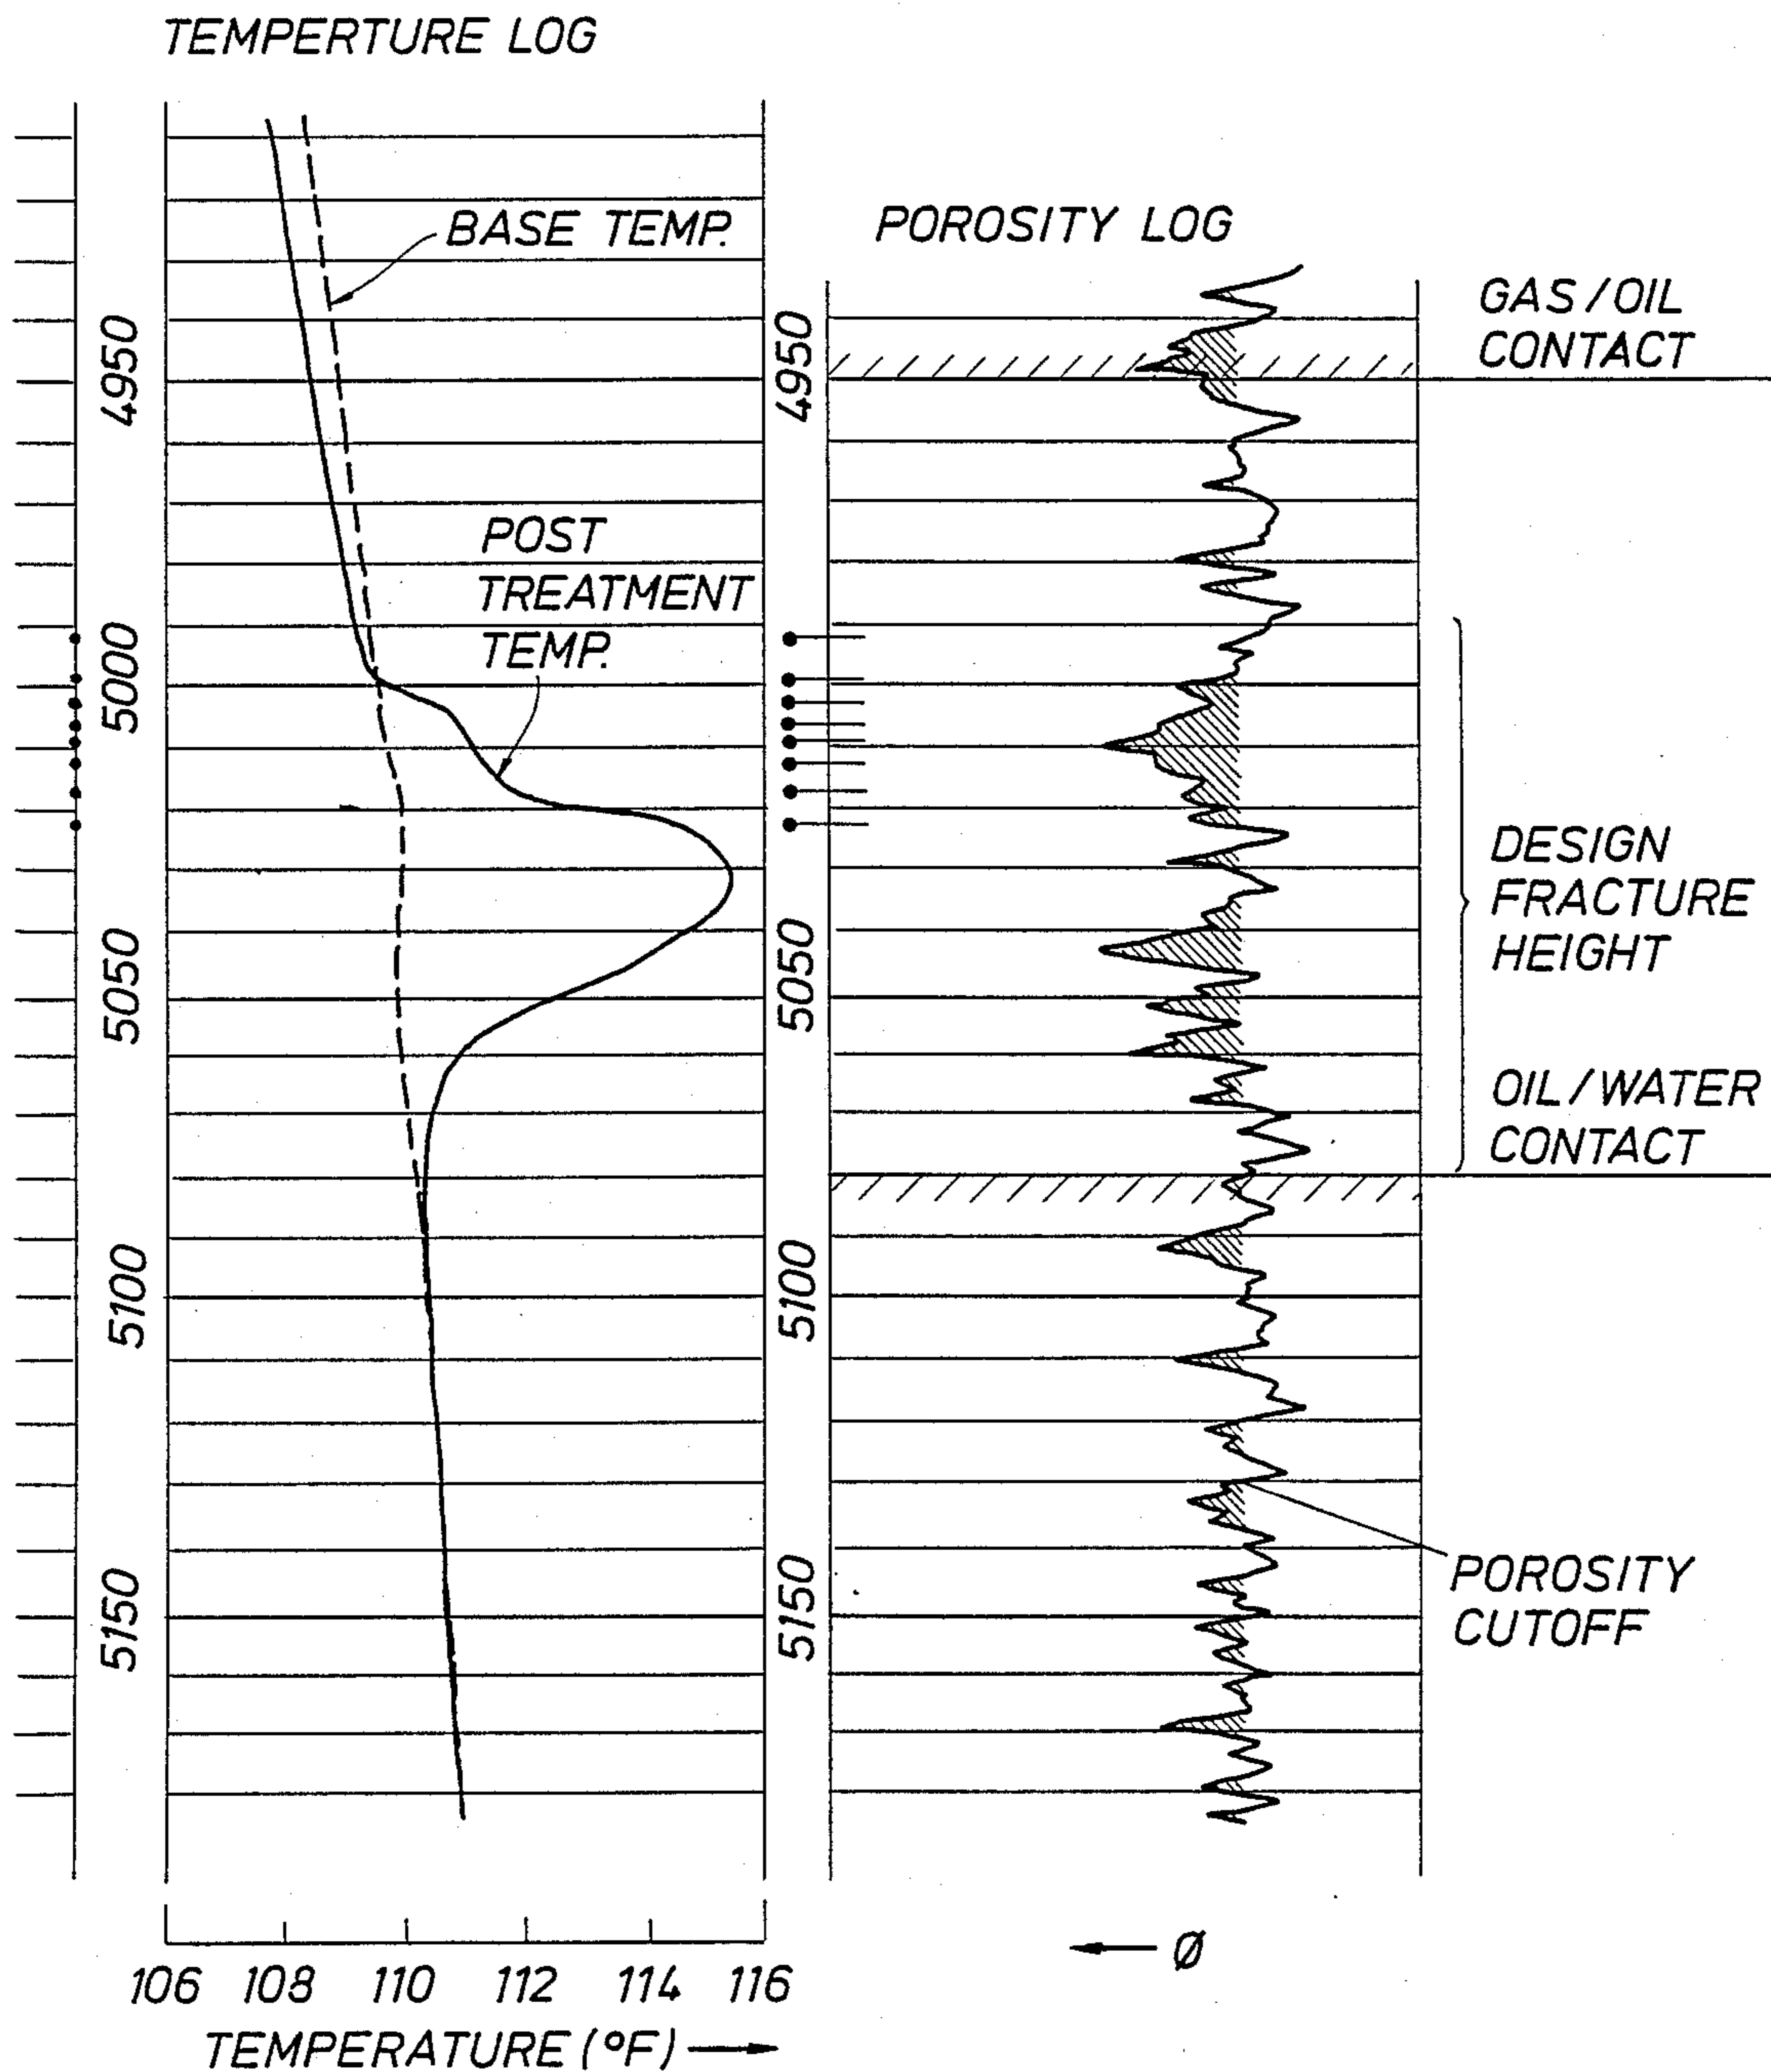 TEMPERTURE LOG
BASE TEMP.
POST
TREATMENT
TEMP.
4950
5000
5050
5100
5150
106 108 110 112 114 116
TEMPERATURE (°F)
POROSITY LOG
4950
5000
5050
5100
5150
GAS/OIL
CONTACT
DESIGN
FRACTURE
HEIGHT
OIL/WATER
CONTACT
POROSITY
CUTOFF
Ø